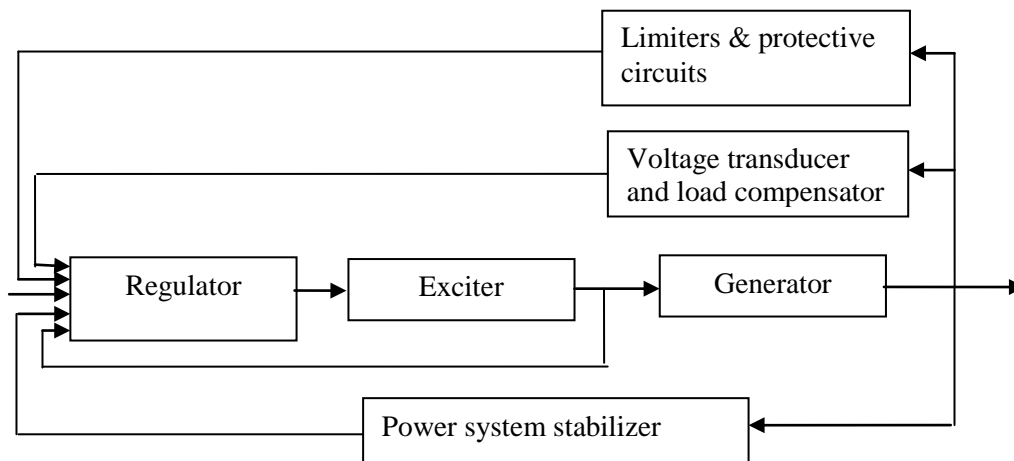 Limiters & protective
circuits
Voltage transducer
and load compensator
Regulator
Exciter
Generator
Power system stabilizer